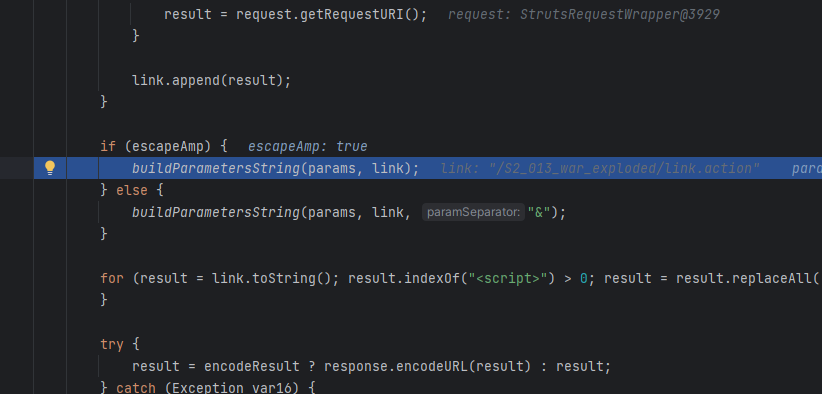 result = request.getRequestURI();   request: StrutsRequestWrapper@3929
}
link.append(result);
}
if (escapeAmp) {   escapeAmp: true
buildParametersString(params, link);   link: "/S2_013_war_exploded/link.action"   para
} else {
buildParametersString(params, link, paramSeparator: "&");
}
for (result = link.toString(); result.indexOf("<script>") > 0; result = result.replaceAll(
}
try {
result = encodeResult ? response.encodeURL(result) : result;
} catch (Exception var16) {